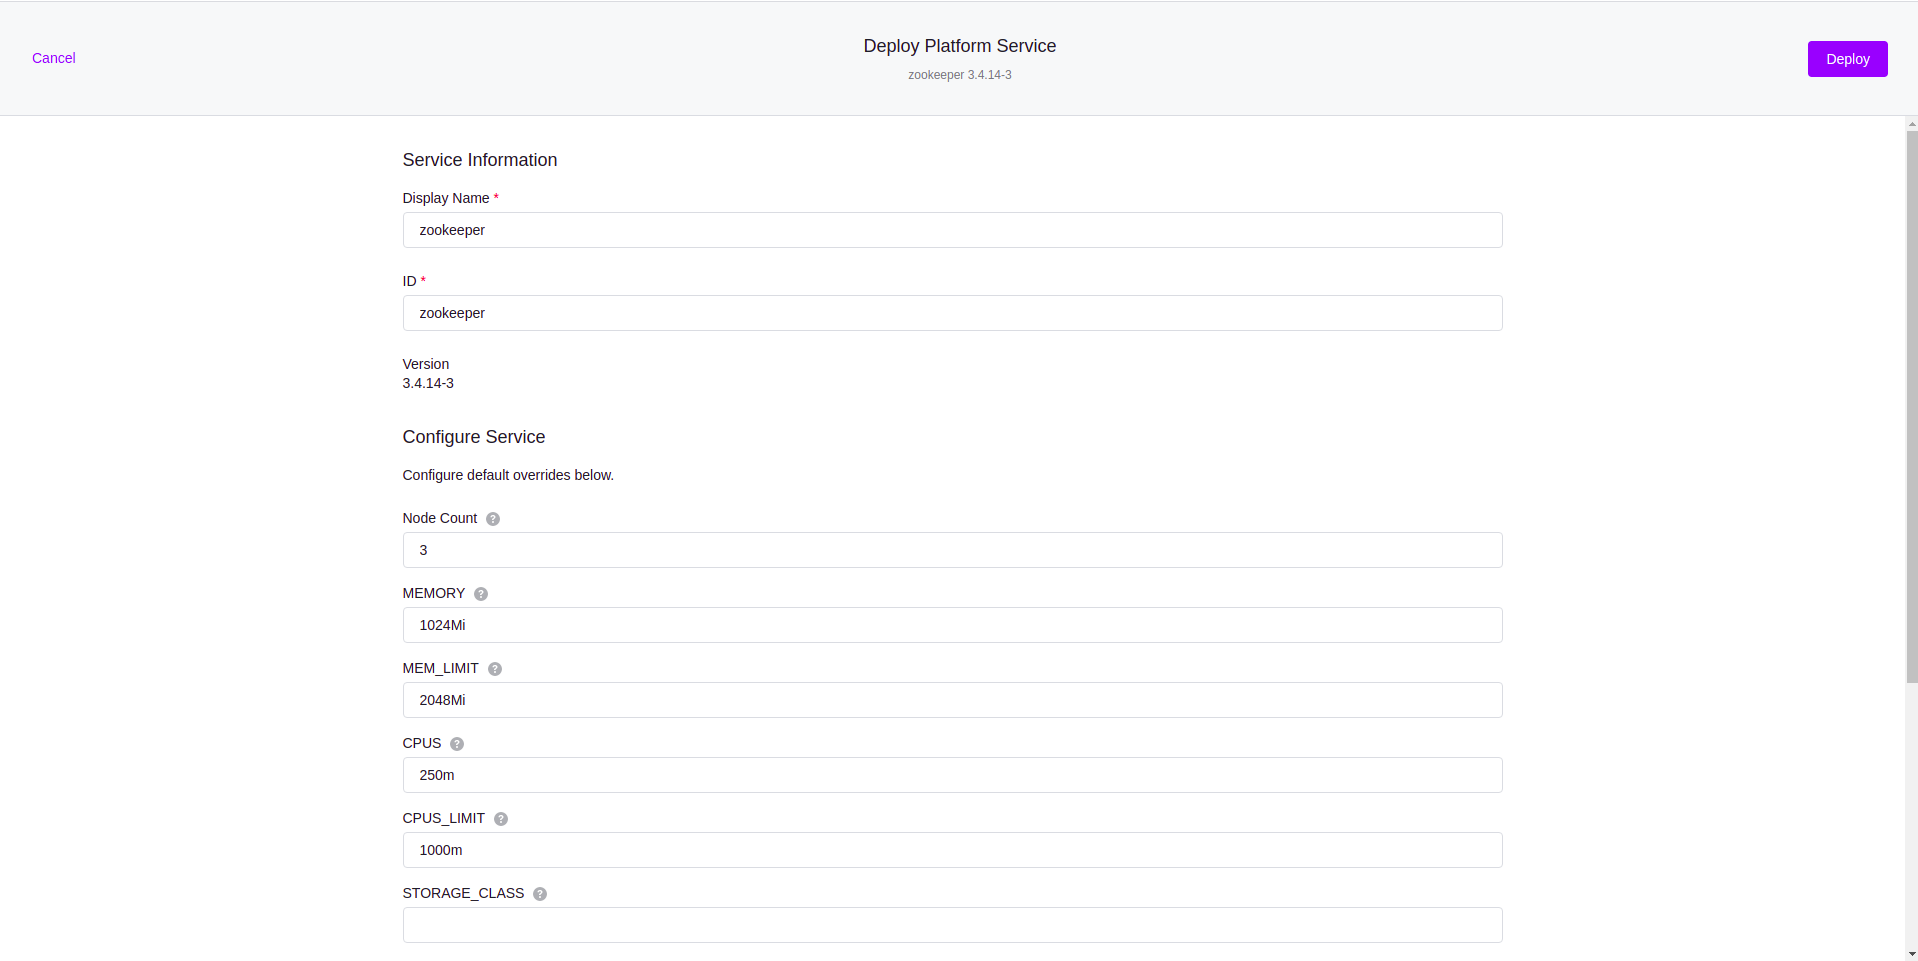 Cancel
Deploy Platform Service
zookeeper 3.4.14-3
Deploy
Service Information
Display Name *
zookeeper
ID *
zookeeper
Version
3.4.14-3
Configure Service
Configure default overrides below.
Node Count ?
3
MEMORY ?
1024Mi
MEM_LIMIT ?
2048Mi
CPUS ?
250m
CPUS_LIMIT ?
1000m
STORAGE_CLASS ?